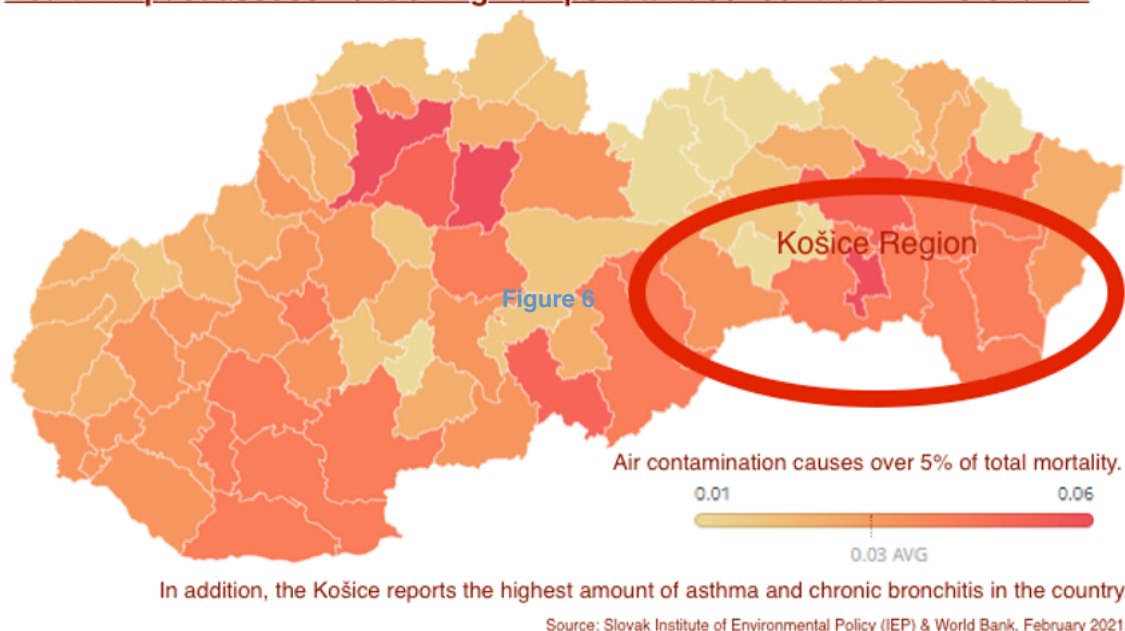 Košice Region
Figure 6
Air contamination causes over 5% of total mortality.
0.01 0.06
0.03 AVG
In addition, the Košice reports the highest amount of asthma and chronic bronchitis in the country
Source: Slovak Institute of Environmental Policy (IEP) & World Bank. February 2021